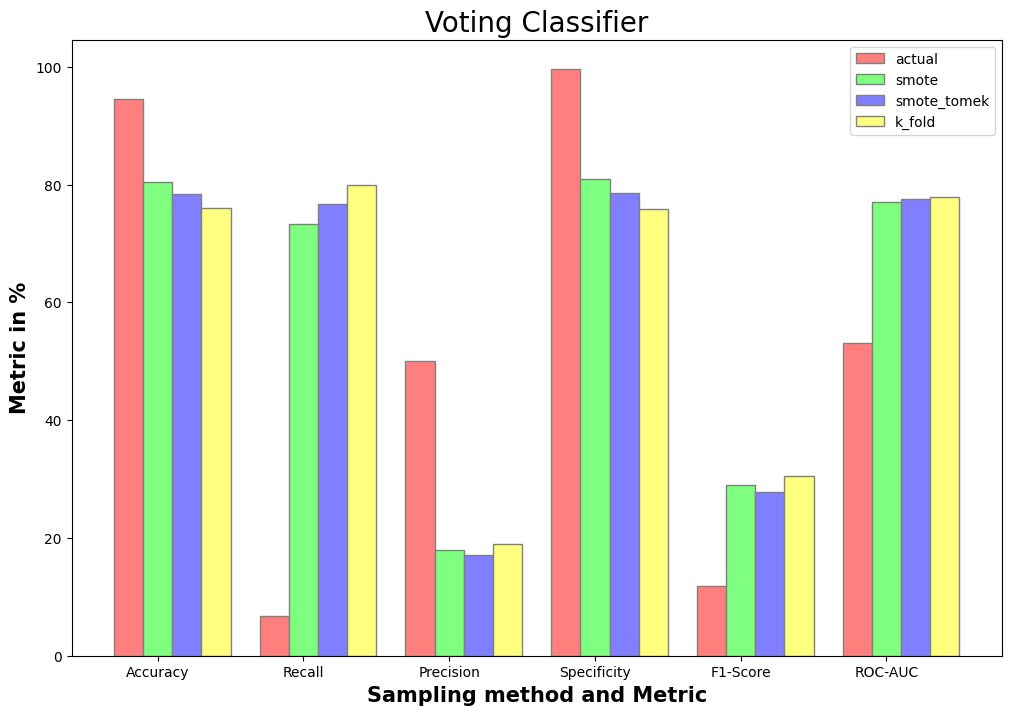 Voting Classifier
actual
smote
smote_tomek
k_fold
Metric in %
100
80
60
40
20
0
Accuracy Recall Precision Specificity F1-Score ROC-AUC
Sampling method and Metric